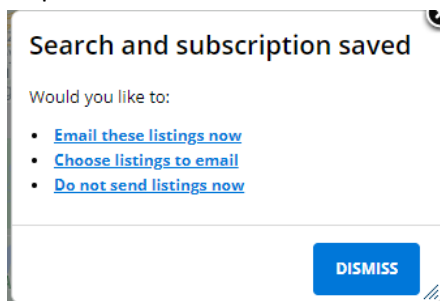 Search and subscription saved
Would you like to:
Email these listings now
Choose listings to email
Do not send listings now
DISMISS